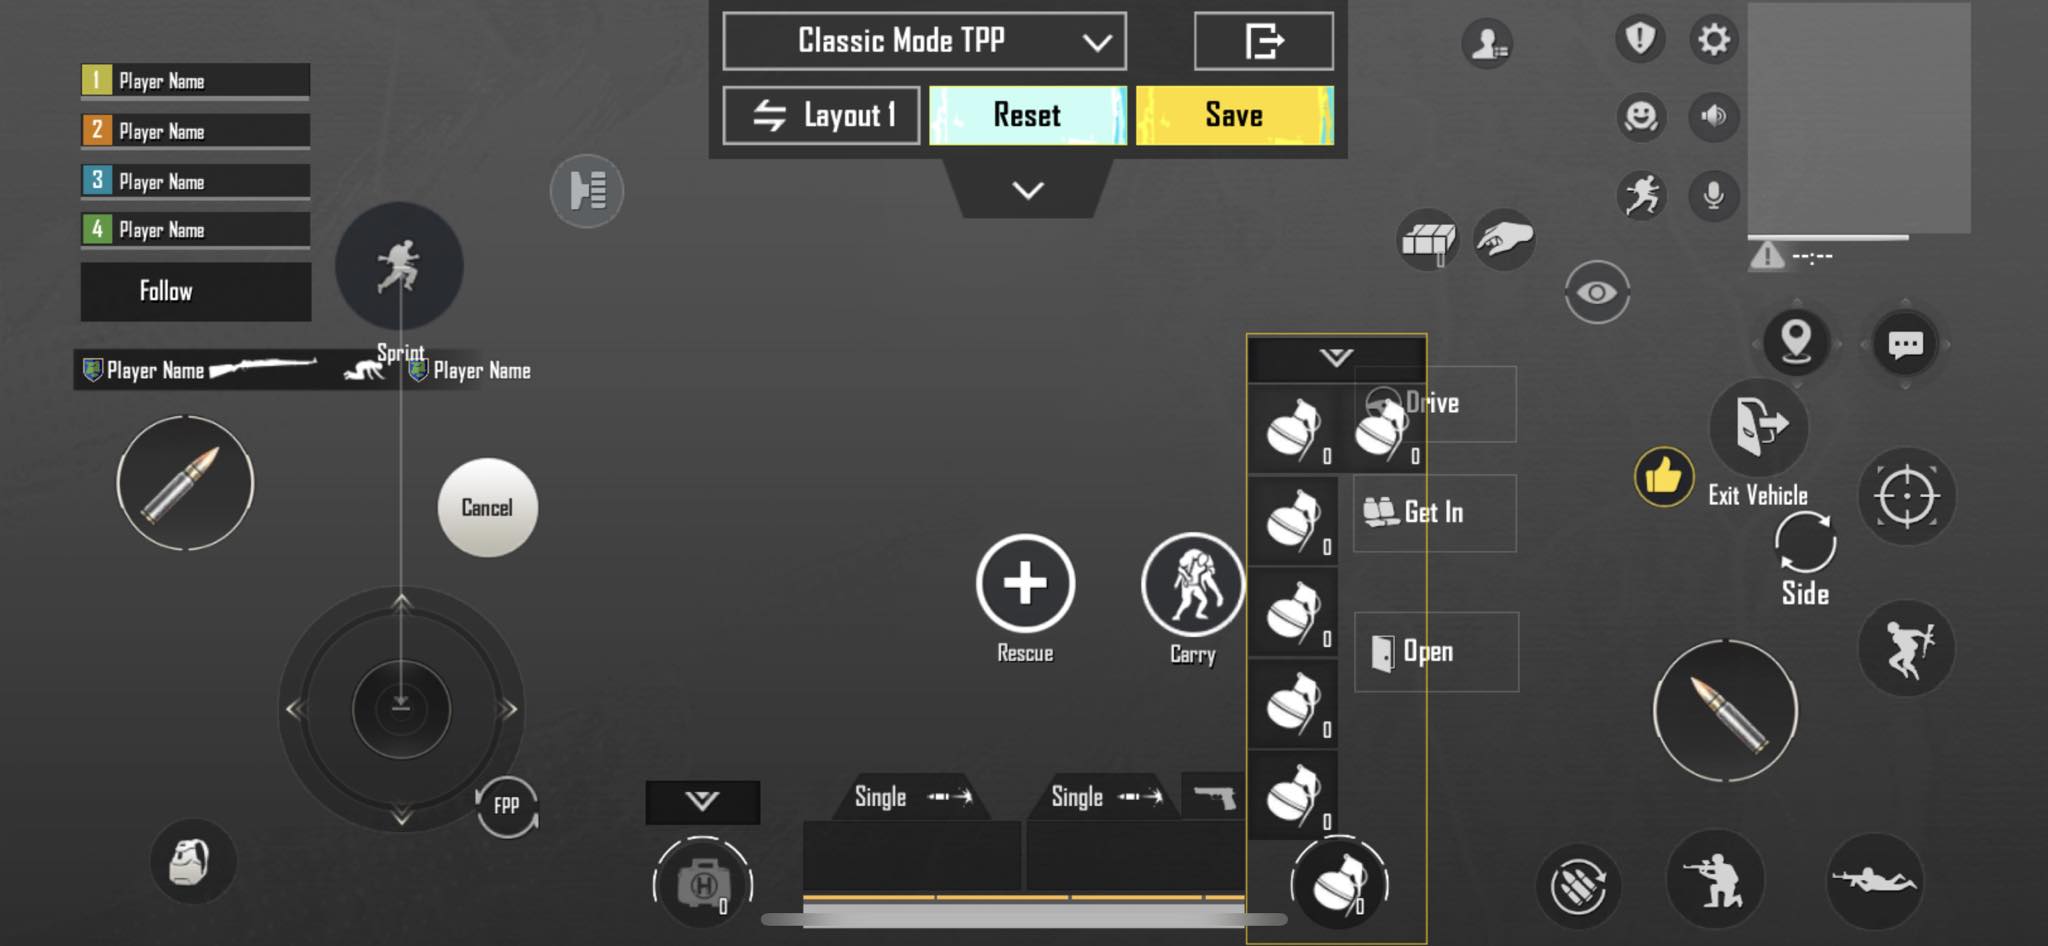 Classic Mode TPP
Layout 1
Reset
Save
1 Player Name
2 Player Name
3 Player Name
4 Player Name
Follow
Sprint
Player Name
Player Name
Cancel
FPP
Rescue
Carry
Drive
Get In
Open
Exit Vehicle
Side
--:--
0
0
0
0
0
0
0
Single
Single
H
0
0